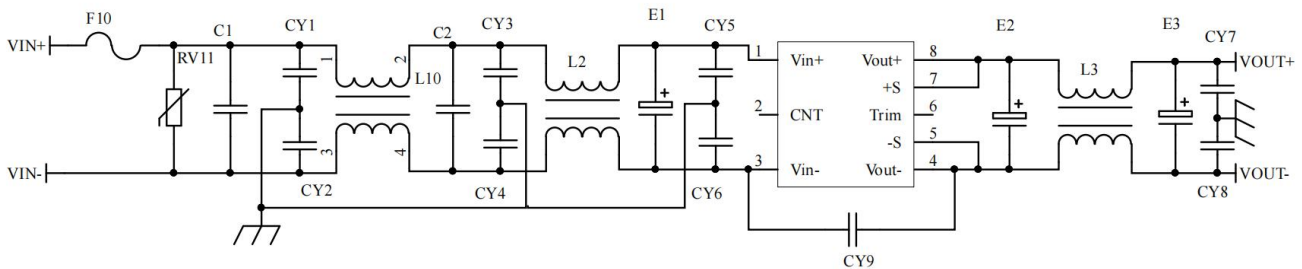 F10
VIN+
RV11
C1
CY1
1
2
L10
C2
CY3
L2
E1
CY5
1
Vin+
Vout+
8
+S
7
2
CNT
Trim
6
-S
5
3
Vin-
Vout-
4
E2
L3
E3
CY7
VOUT+
VIN-
CY2
3
4
CY4
CY6
CY8
VOUT-
CY9
+
+
+